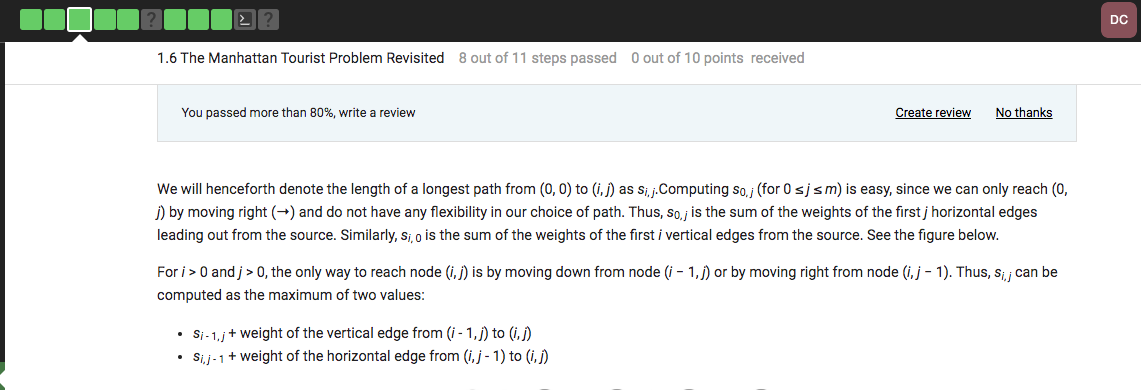 ? >_ ?
DC
1.6 The Manhattan Tourist Problem Revisited 8 out of 11 steps passed 0 out of 10 points received
You passed more than 80%, write a review Create review No thanks
We will henceforth denote the length of a longest path from (0, 0) to (i, j) as s_{i, j}.Computing s_{0, j} (for 0 ≤ j ≤ m) is easy, since we can only reach (0,
j) by moving right (→) and do not have any flexibility in our choice of path. Thus, s_{0, j} is the sum of the weights of the first j horizontal edges
leading out from the source. Similarly, s_{i, 0} is the sum of the weights of the first i vertical edges from the source. See the figure below.
For i > 0 and j > 0, the only way to reach node (i, j) is by moving down from node (i − 1, j) or by moving right from node (i, j − 1). Thus, s_{i, j} can be
computed as the maximum of two values:
• s_{i - 1, j} + weight of the vertical edge from (i - 1, j) to (i, j)
• s_{i, j - 1} + weight of the horizontal edge from (i, j - 1) to (i, j)